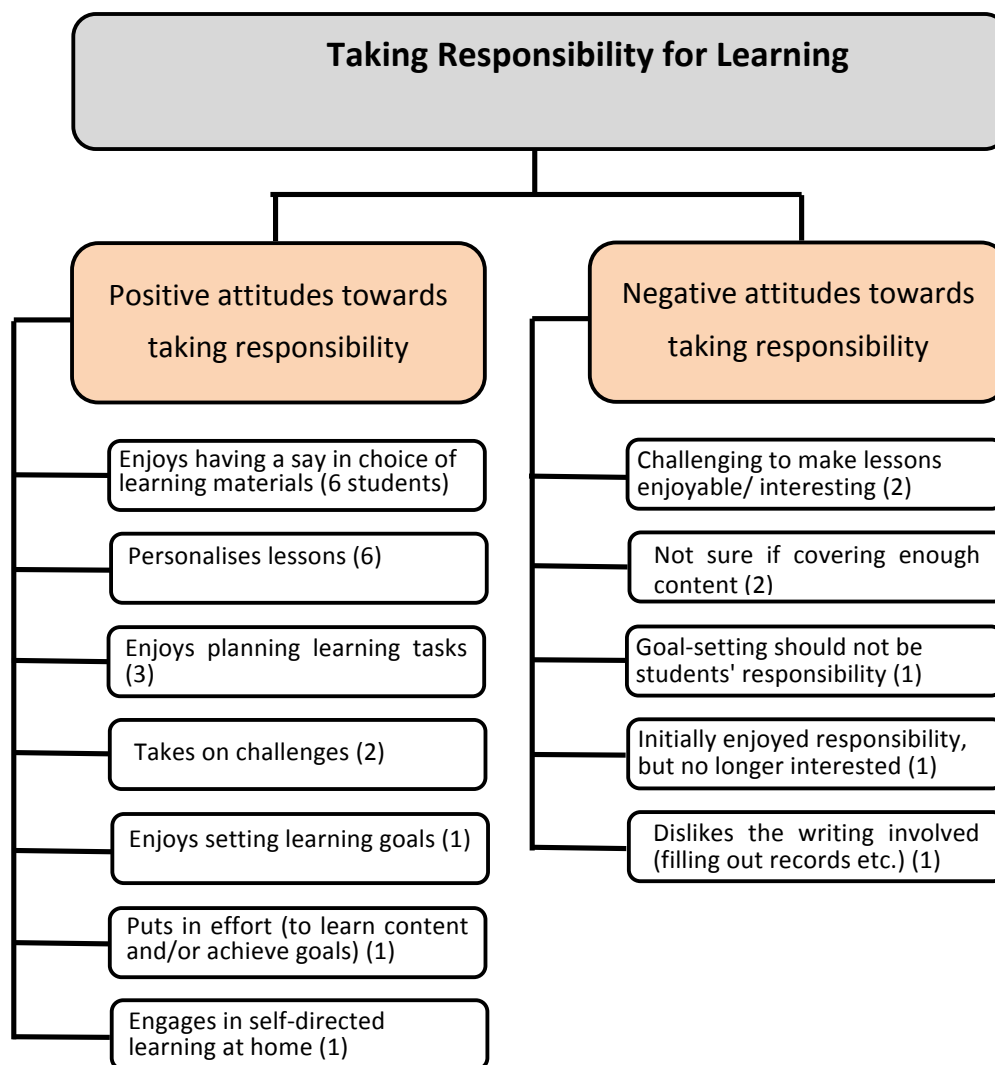 Taking Responsibility for Learning
Positive attitudes towards
taking responsibility
Enjoys having a say in choice of
learning materials (6 students)
Personalises lessons (6)
Enjoys planning learning tasks
(3)
Takes on challenges (2)
Enjoys setting learning goals (1)
Puts in effort (to learn content
and/or achieve goals) (1)
Engages in self-directed
learning at home (1)
Negative attitudes towards
taking responsibility
Challenging to make lessons
enjoyable/ interesting (2)
Not sure if covering enough
content (2)
Goal-setting should not be
students' responsibility (1)
Initially enjoyed responsibility,
but no longer interested (1)
Dislikes the writing involved
(filling out records etc.) (1)